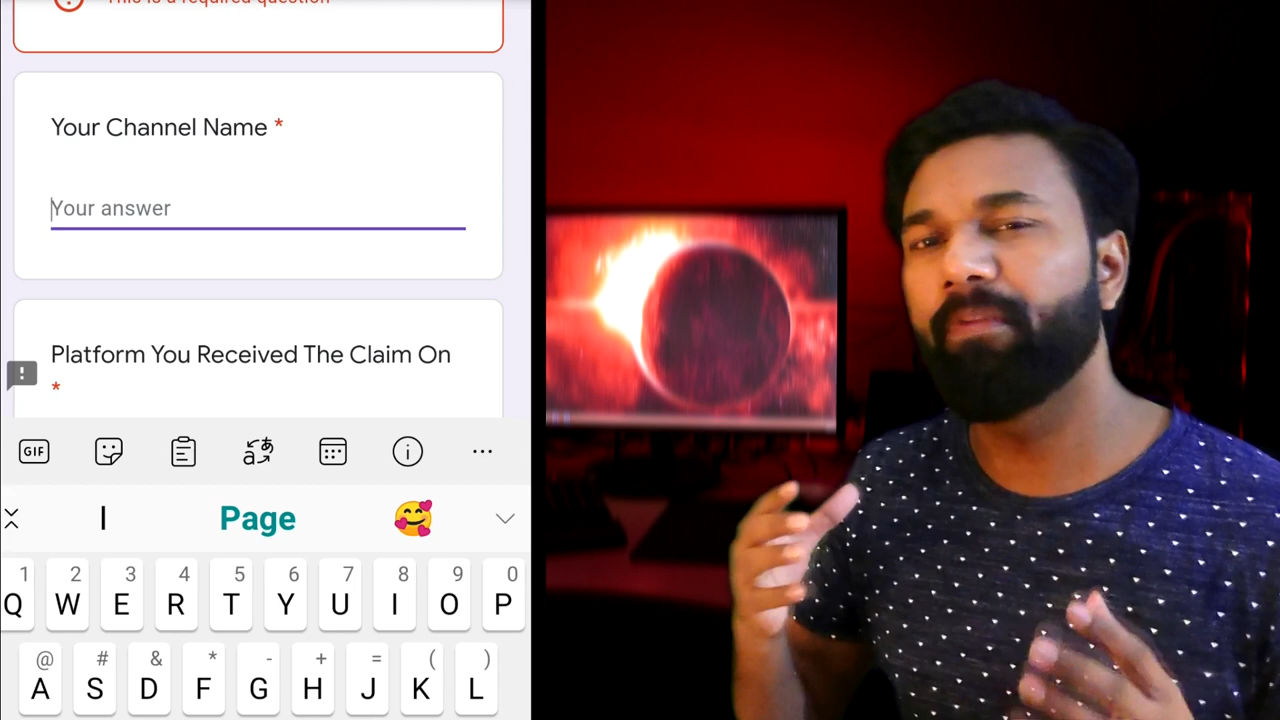 This is a required question
Your Channel Name *
Your answer
Platform You Received The Claim On
*
GIF
I Page
1 2 3 4 5 6 7 8 9 0
Q W E R T Y U I O P
@ # & * - + = ( )
A S D F G H J K L